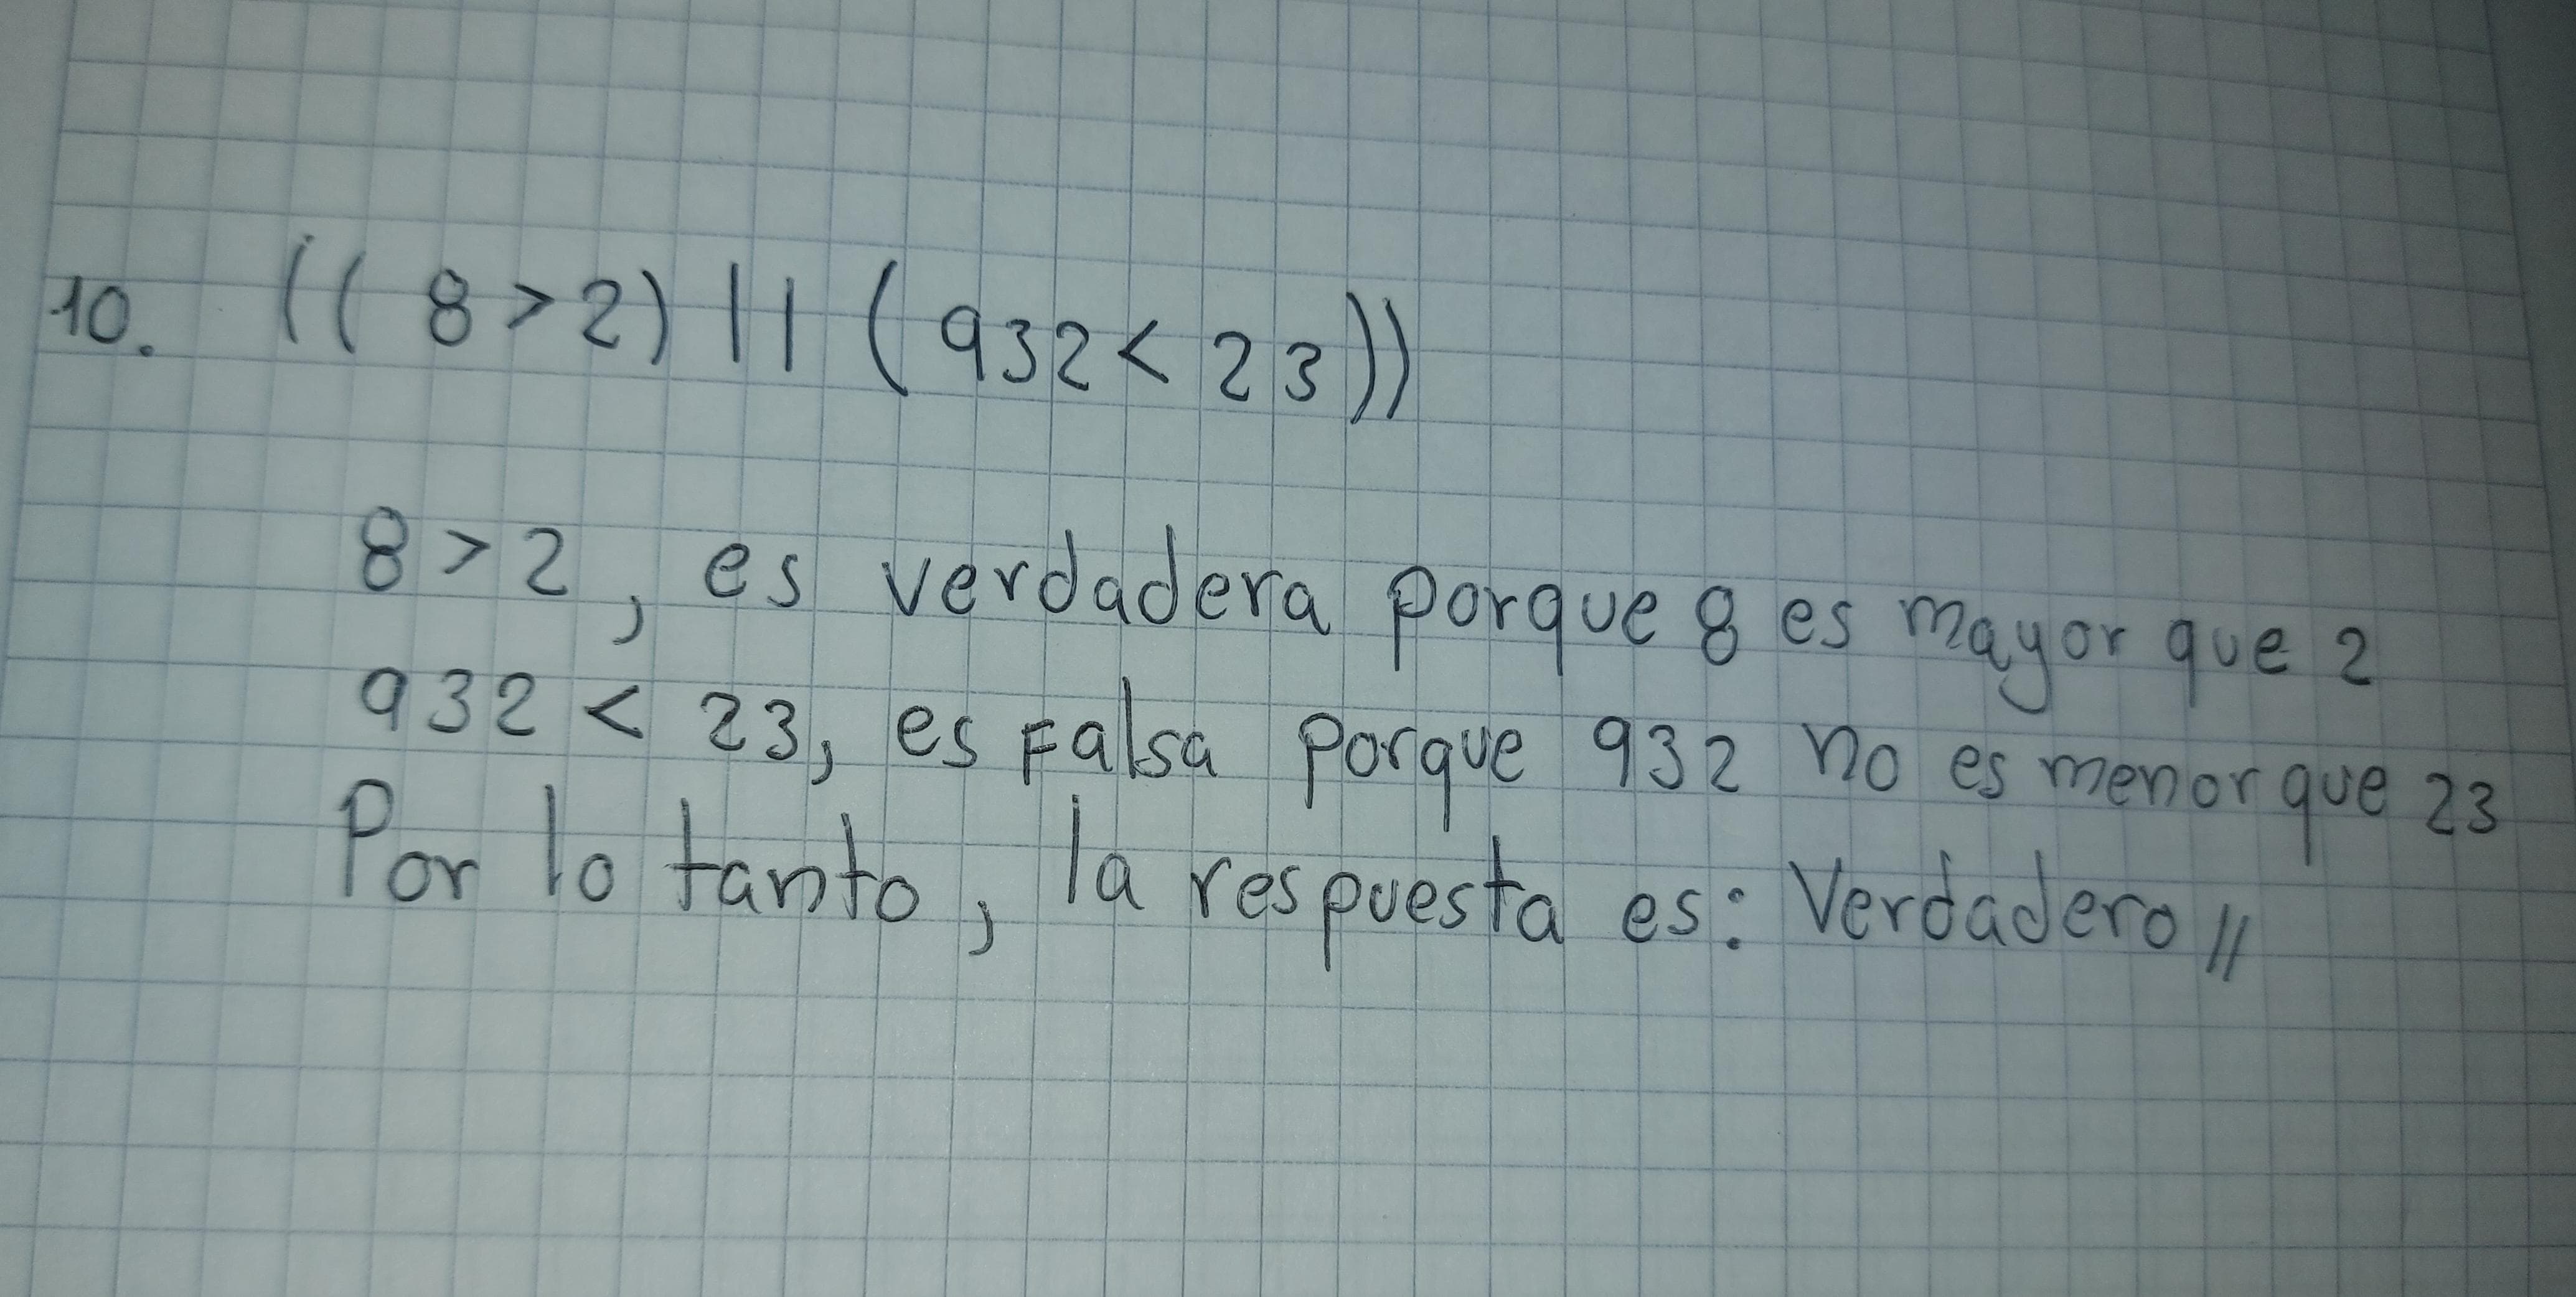 10. ((8>2) || (932<23))
8>2, es verdadera porque 8 es mayor que 2
932 < 23, es Falsa porque 932 no es menor que 23
Por lo tanto, la respuesta es: Verdadero //